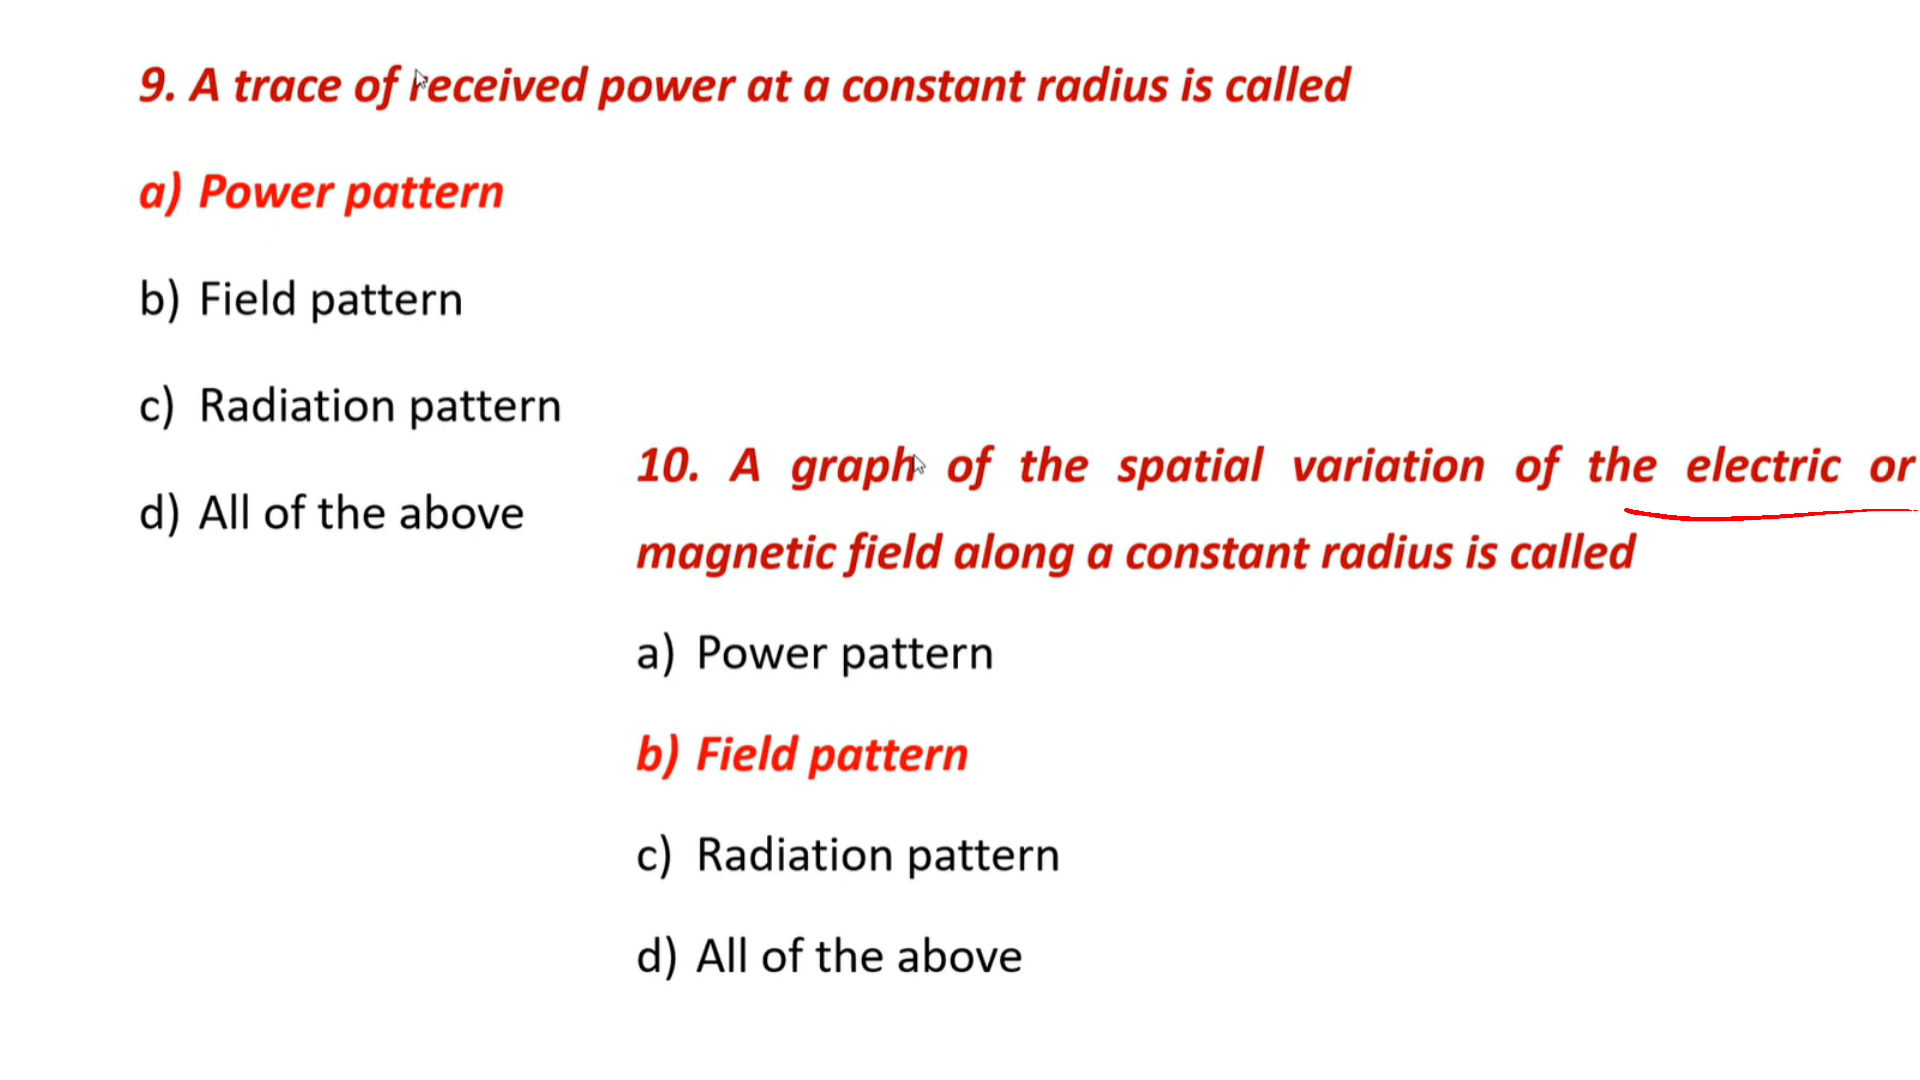 9. A trace of received power at a constant radius is called
a) Power pattern
b) Field pattern
c) Radiation pattern
d) All of the above
10. A graph of the spatial variation of the electric or
magnetic field along a constant radius is called
a) Power pattern
b) Field pattern
c) Radiation pattern
d) All of the above